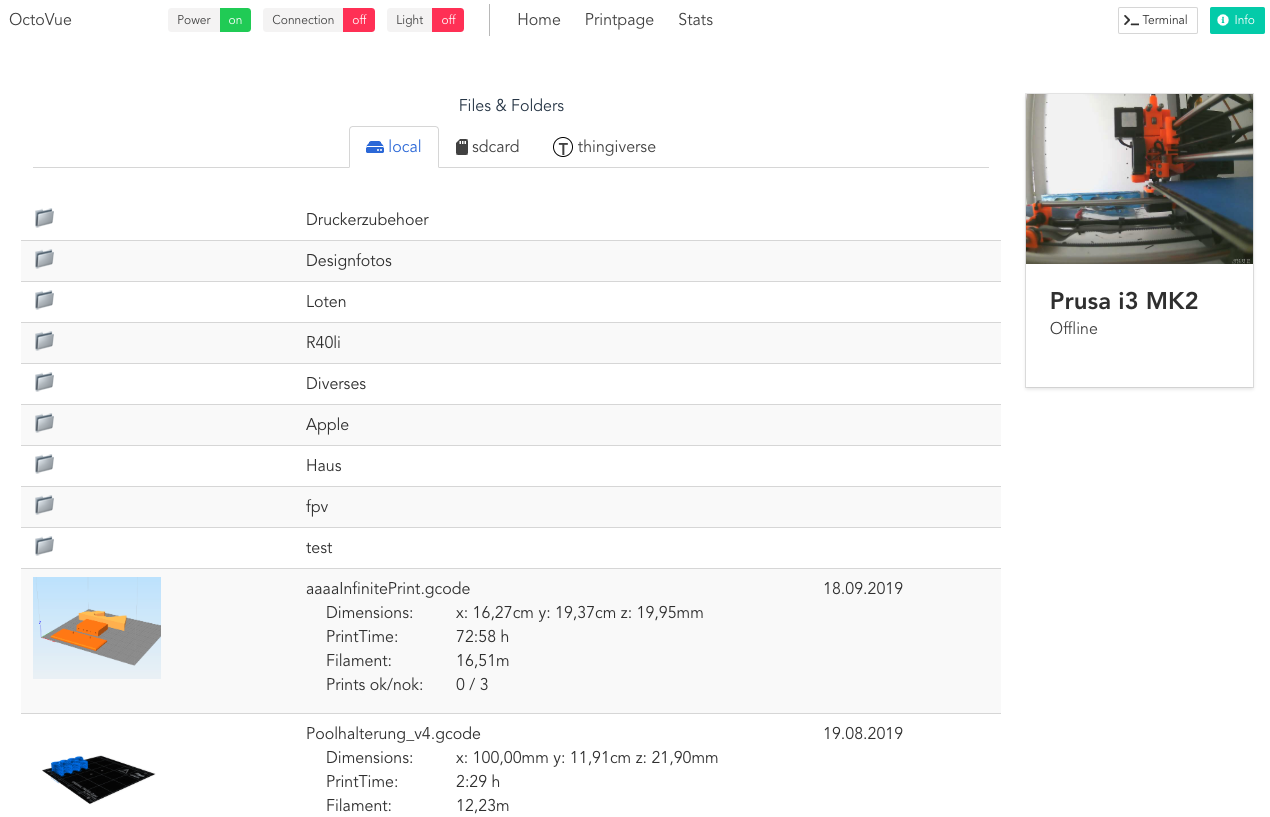 OctoVue
Power on Connection off Light off
Home Printpage Stats
Terminal Info
Files & Folders
local sdcard thingiverse
Druckerzubehoer
Designfotos
Loten
R40li
Diverses
Apple
Haus
fpv
test
aaaaInfinitePrint.gcode 18.09.2019
Dimensions: x: 16,27cm y: 19,37cm z: 19,95mm
PrintTime: 72:58 h
Filament: 16,51m
Prints ok/nok: 0 / 3
Poolhalterung_v4.gcode 19.08.2019
Dimensions: x: 100,00mm y: 11,91cm z: 21,90mm
PrintTime: 2:29 h
Filament: 12,23m
Prusa i3 MK2
Offline